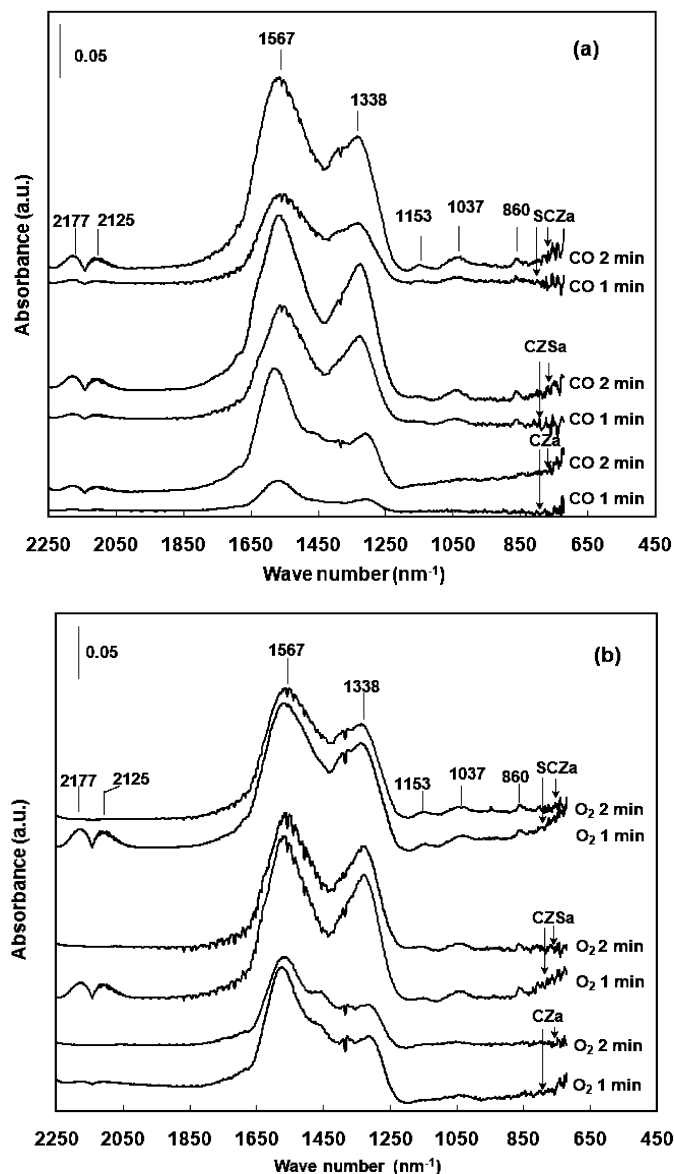 (a)
0.05
1567
1338
2177 2125
1153 1037 860 SCZa
CO 2 min
CO 1 min
CZSa
CO 2 min
CO 1 min
CZa
CO 2 min
CO 1 min
Absorbance (a.u.)
2250 2050 1850 1650 1450 1250 1050 850 650 450
Wave number (nm-1)
(b)
0.05
1567
1338
2177 2125
1153 1037 860 SCZa
O2 2 min
O2 1 min
CZSa
O2 2 min
O2 1 min
CZa
O2 2 min
O2 1 min
Absorbance (a.u.)
2250 2050 1850 1650 1450 1250 1050 850 650 450
Wave number (nm-1)